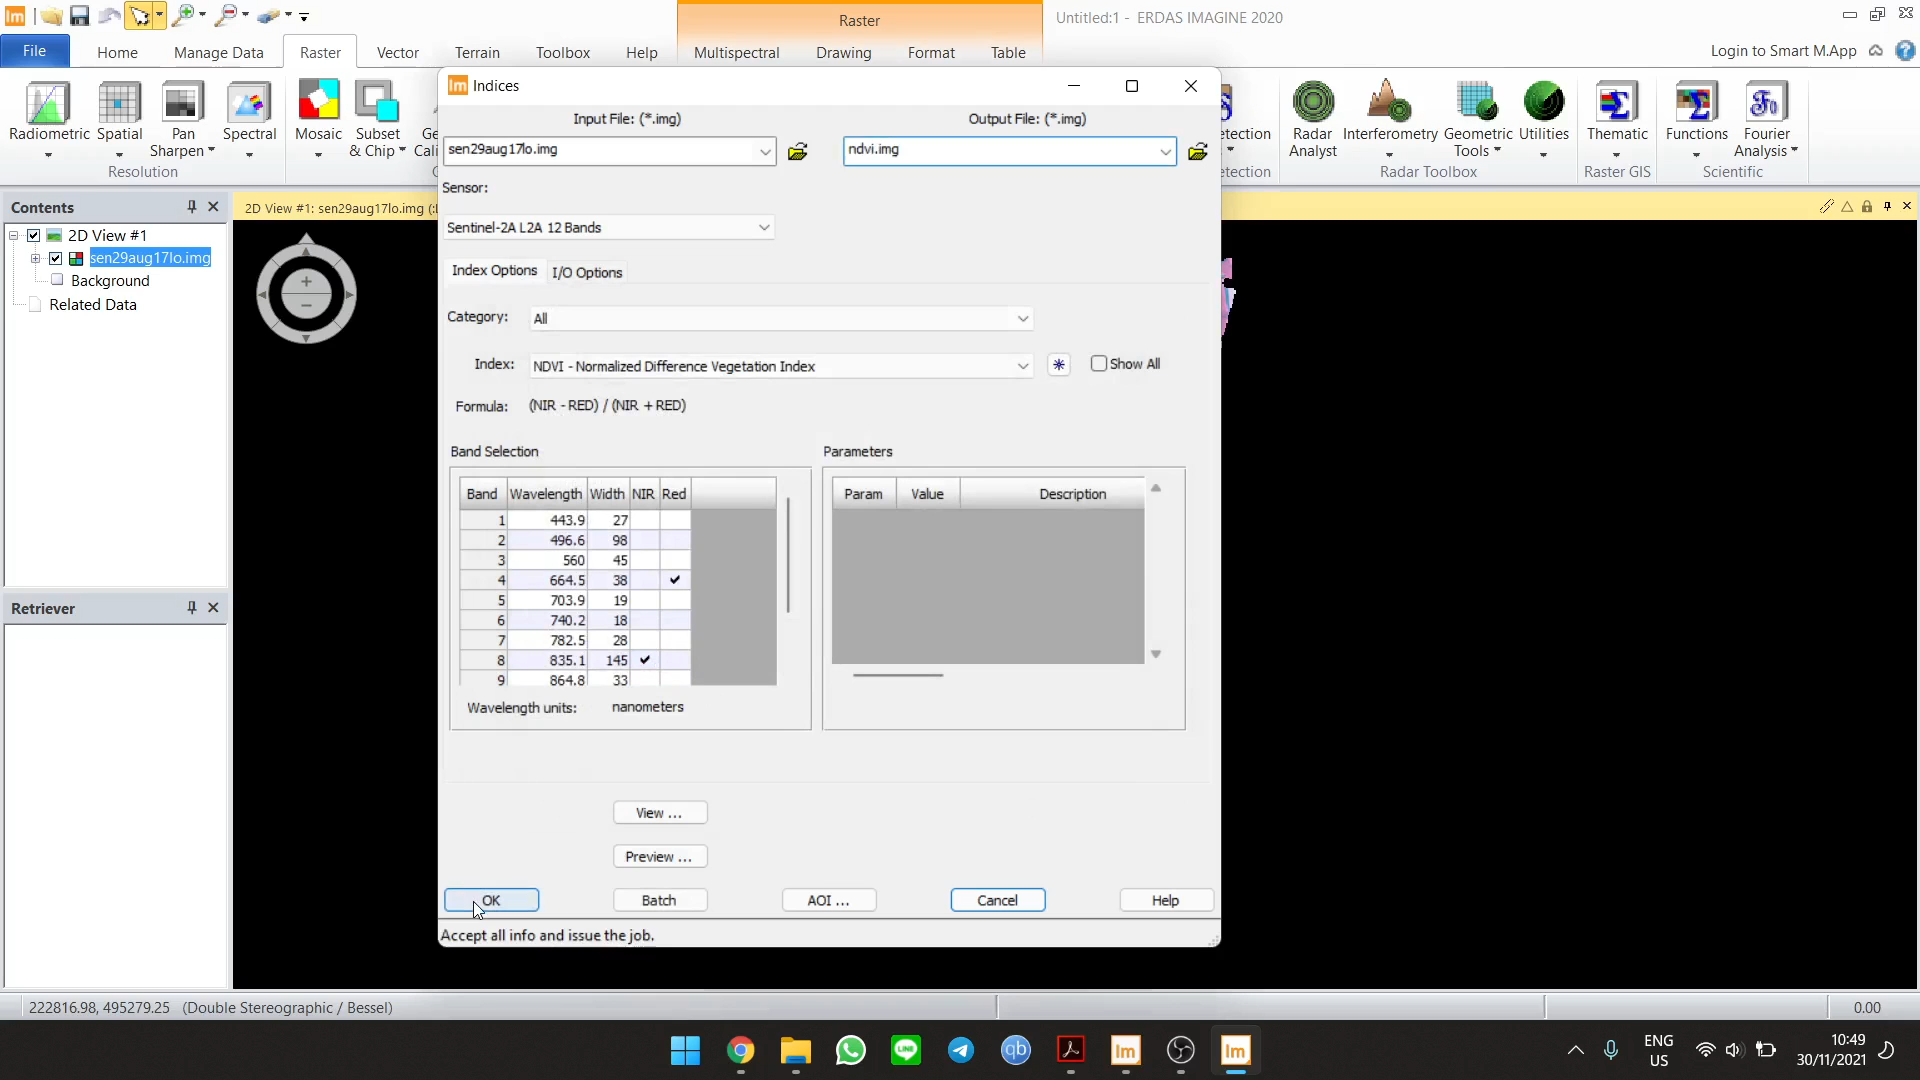 Raster
Untitled:1 - ERDAS IMAGINE 2020
File Home Manage Data Raster Vector Terrain Toolbox Help Multispectral Drawing Format Table
Login to Smart M.App
Radiometric Spatial Pan Sharpen Spectral Mosaic Subset & Chip
Radar Analyst Interferometry Geometric Tools Utilities Thematic Functions Fourier Analysis
Resolution Radar Toolbox Raster GIS Scientific
Contents
2D View #1
sen29aug17lo.img
Background
Related Data
Retriever
2D View #1: sen29aug17lo.img
Indices
Input File: (*.img) Output File: (*.img)
sen29aug17lo.img ndvi.img
Sensor:
Sentinel-2A L2A 12 Bands
Index Options I/O Options
Category: All
Index: NDVI - Normalized Difference Vegetation Index Show All
Formula: (NIR - RED) / (NIR + RED)
Band Selection Parameters
Band Wavelength Width NIR Red Param Value Description
1 443.9 27
2 496.6 98
3 560 45
4 664.5 38 ✔
5 703.9 19
6 740.2 18
7 782.5 28
8 835.1 145 ✔
9 864.8 33
Wavelength units: nanometers
View ...
Preview ...
OK Batch AOI ... Cancel Help
Accept all info and issue the job.
222816.98, 495279.25 (Double Stereographic / Bessel) 0.00
ENG
US
10:49
30/11/2021